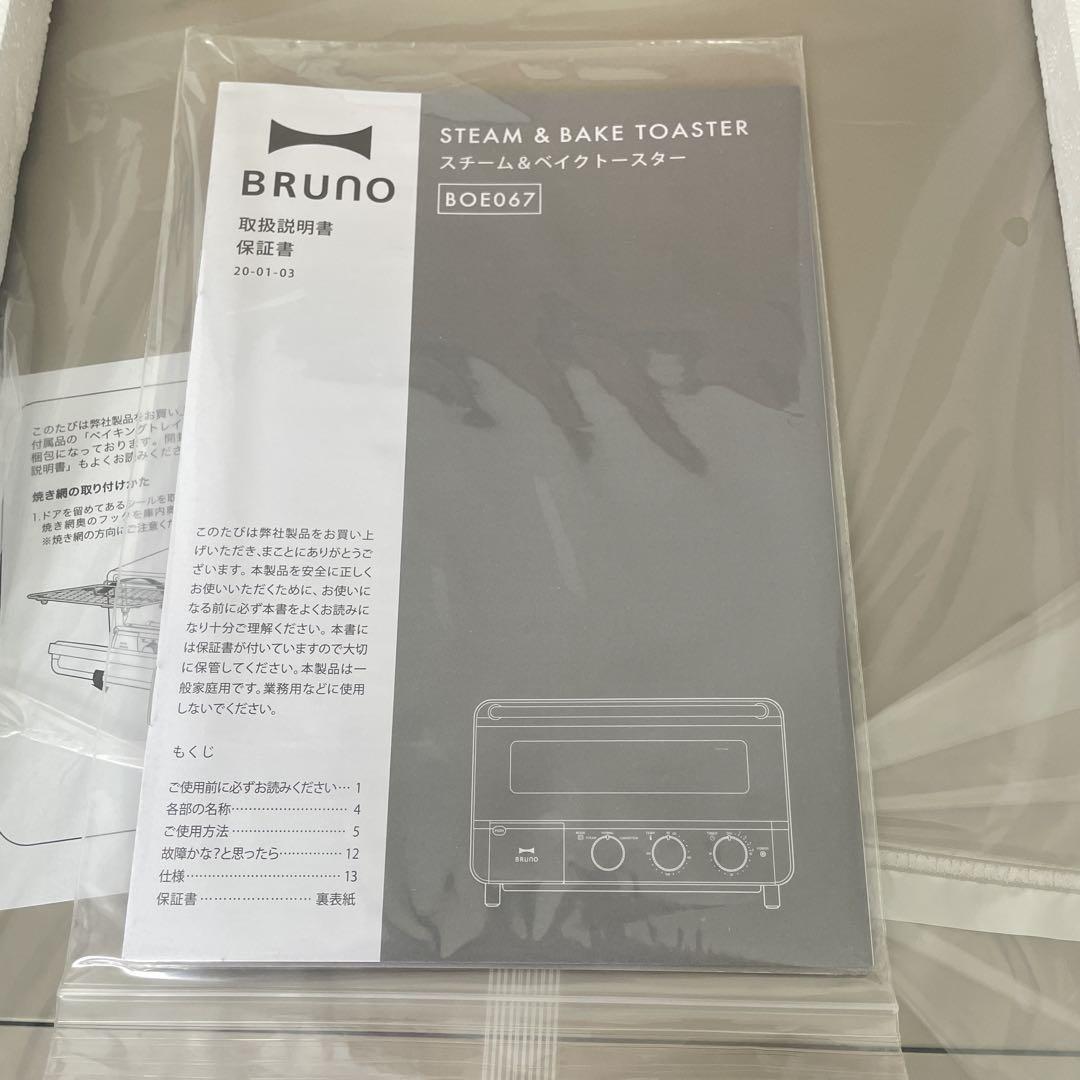 BRUNO
取扱説明書
保証書
20-01-03
STEAM & BAKE TOASTER
スチーム&ベイクトースター
BOE067
このたびは弊社製品をお買い上
げいただき、まことにありがとうご
ざいます。本製品を安全に正しく
お使いいただくために、お使いに
なる前に必ず本書をよくお読みに
なり十分ご理解ください。本書に
は保証書が付いていますので大切
に保管してください。本製品は一
般家庭用です。業務用などに使用
しないでください。
もくじ
ご使用前に必ずお読みください… 1
各部の名称………………… 4
ご使用方法………………… 5
故障かな?と思ったら………… 12
仕様……………………… 13
保証書………………… 裏表紙
BRUNO
このたびは弊社製品をお買い
付属品の「ベイキングトレイ
梱包になっております。開
説明書」もよくお読みくださ
焼き網の取り付けかた
1.ドアを留めてあるシールを取
焼き網奥のフックを庫内奥
※焼き網の方向にご注意くだ